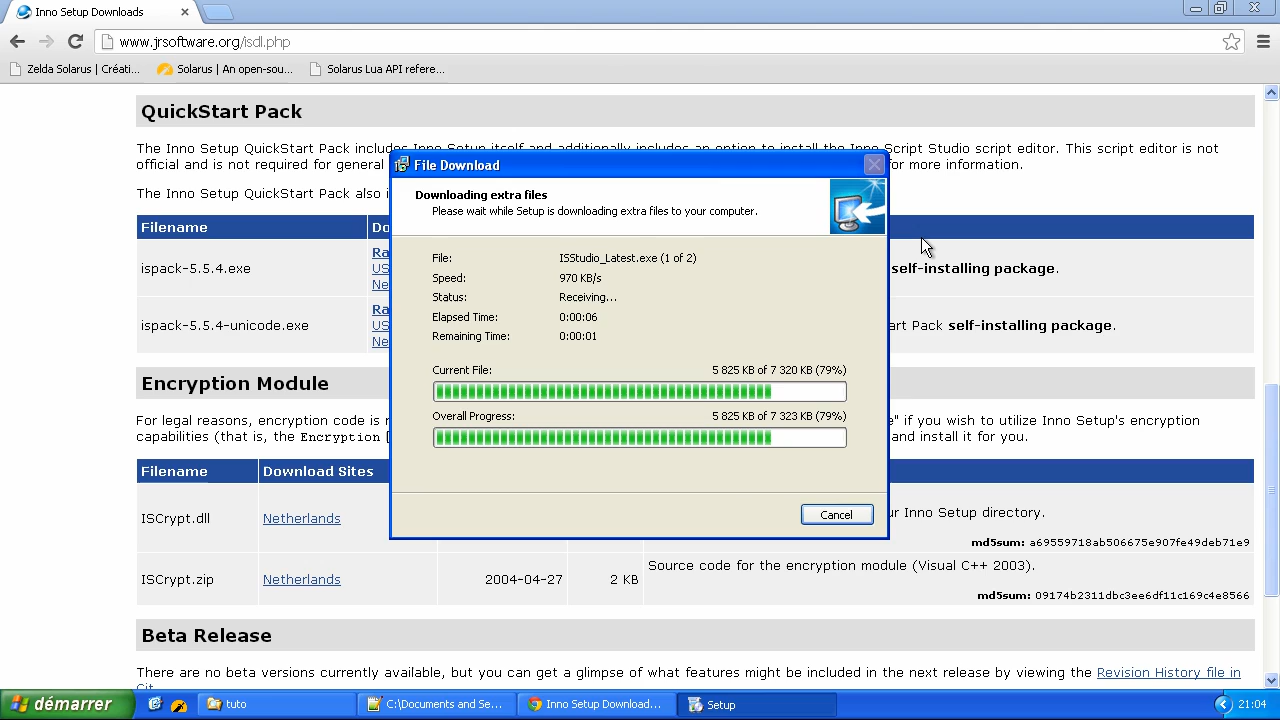 Inno Setup Downloads
www.jrsoftware.org/isdl.php
Zelda Solarus | Créati...
Solarus | An open-sou...
Solarus Lua API refere...
QuickStart Pack
The Inno Setup QuickStart Pack includes Inno Setup itself and additionally includes an option to install the Inno Script Studio script editor. This script editor is not
official and is not required for general
for more information.
The Inno Setup QuickStart Pack also i
Filename
Do
ispack-5.5.4.exe
Ra
US
Ne
self-installing package.
ispack-5.5.4-unicode.exe
Ra
US
Ne
rt Pack self-installing package.
File Download
Downloading extra files
Please wait while Setup is downloading extra files to your computer.
File: ISStudio_Latest.exe (1 of 2)
Speed: 970 KB/s
Status: Receiving...
Elapsed Time: 0:00:06
Remaining Time: 0:00:01
Current File: 5 825 KB of 7 320 KB (79%)
Overall Progress: 5 825 KB of 7 323 KB (79%)
Cancel
Encryption Module
For legal reasons, encryption code is n
e" if you wish to utilize Inno Setup's encryption
capabilities (that is, the Encryption [
and install it for you.
Filename
Download Sites
ISCrypt.dll
Netherlands
ur Inno Setup directory.
md5sum: a69559718ab506675e907fe49deb71e9
ISCrypt.zip
Netherlands
2004-04-27
2 KB
Source code for the encryption module (Visual C++ 2003).
md5sum: 09174b2311dbc3ee6df11c169c4e8566
Beta Release
There are no beta versions currently available, but you can get a glimpse of what features might be included in the next release by viewing the Revision History file in
Git.
démarrer
tuto
C:\Documents and Se...
Inno Setup Download...
Setup
21:04